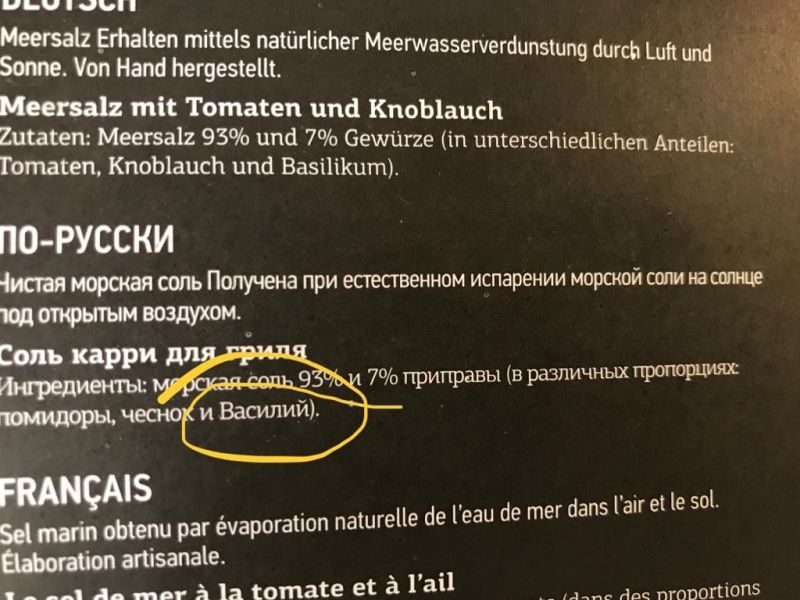 DEUTSCH
Meersalz Erhalten mittels natürlicher Meerwasserverdunstung durch Luft und
Sonne. Von Hand hergestellt.
Meersalz mit Tomaten und Knoblauch
Zutaten: Meersalz 93% und 7% Gewürze (in unterschiedlichen Anteilen:
Tomaten, Knoblauch und Basilikum).
ПО-РУССКИ
Чистая морская соль Получена при естественном испарении морской соли на солнце
под открытым воздухом.
Соль карри для гриля
Ингредиенты: морская соль 93% и 7% приправы (в различных пропорциях:
помидоры, чеснок и Василий).
FRANÇAIS
Sel marin obtenu par évaporation naturelle de l'eau de mer dans l'air et le sol.
Élaboration artisanale.
Le sel de mer à la tomate et à l'ail
(dans des proportions